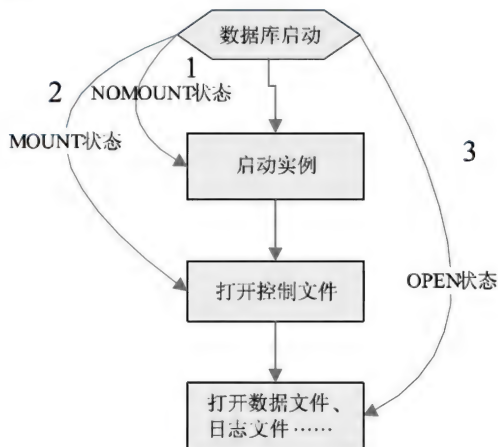 数据库启动
1
2
NOMOUNT状态
MOUNT状态
3
启动实例
OPEN状态
打开控制文件
打开数据文件、
日志文件……